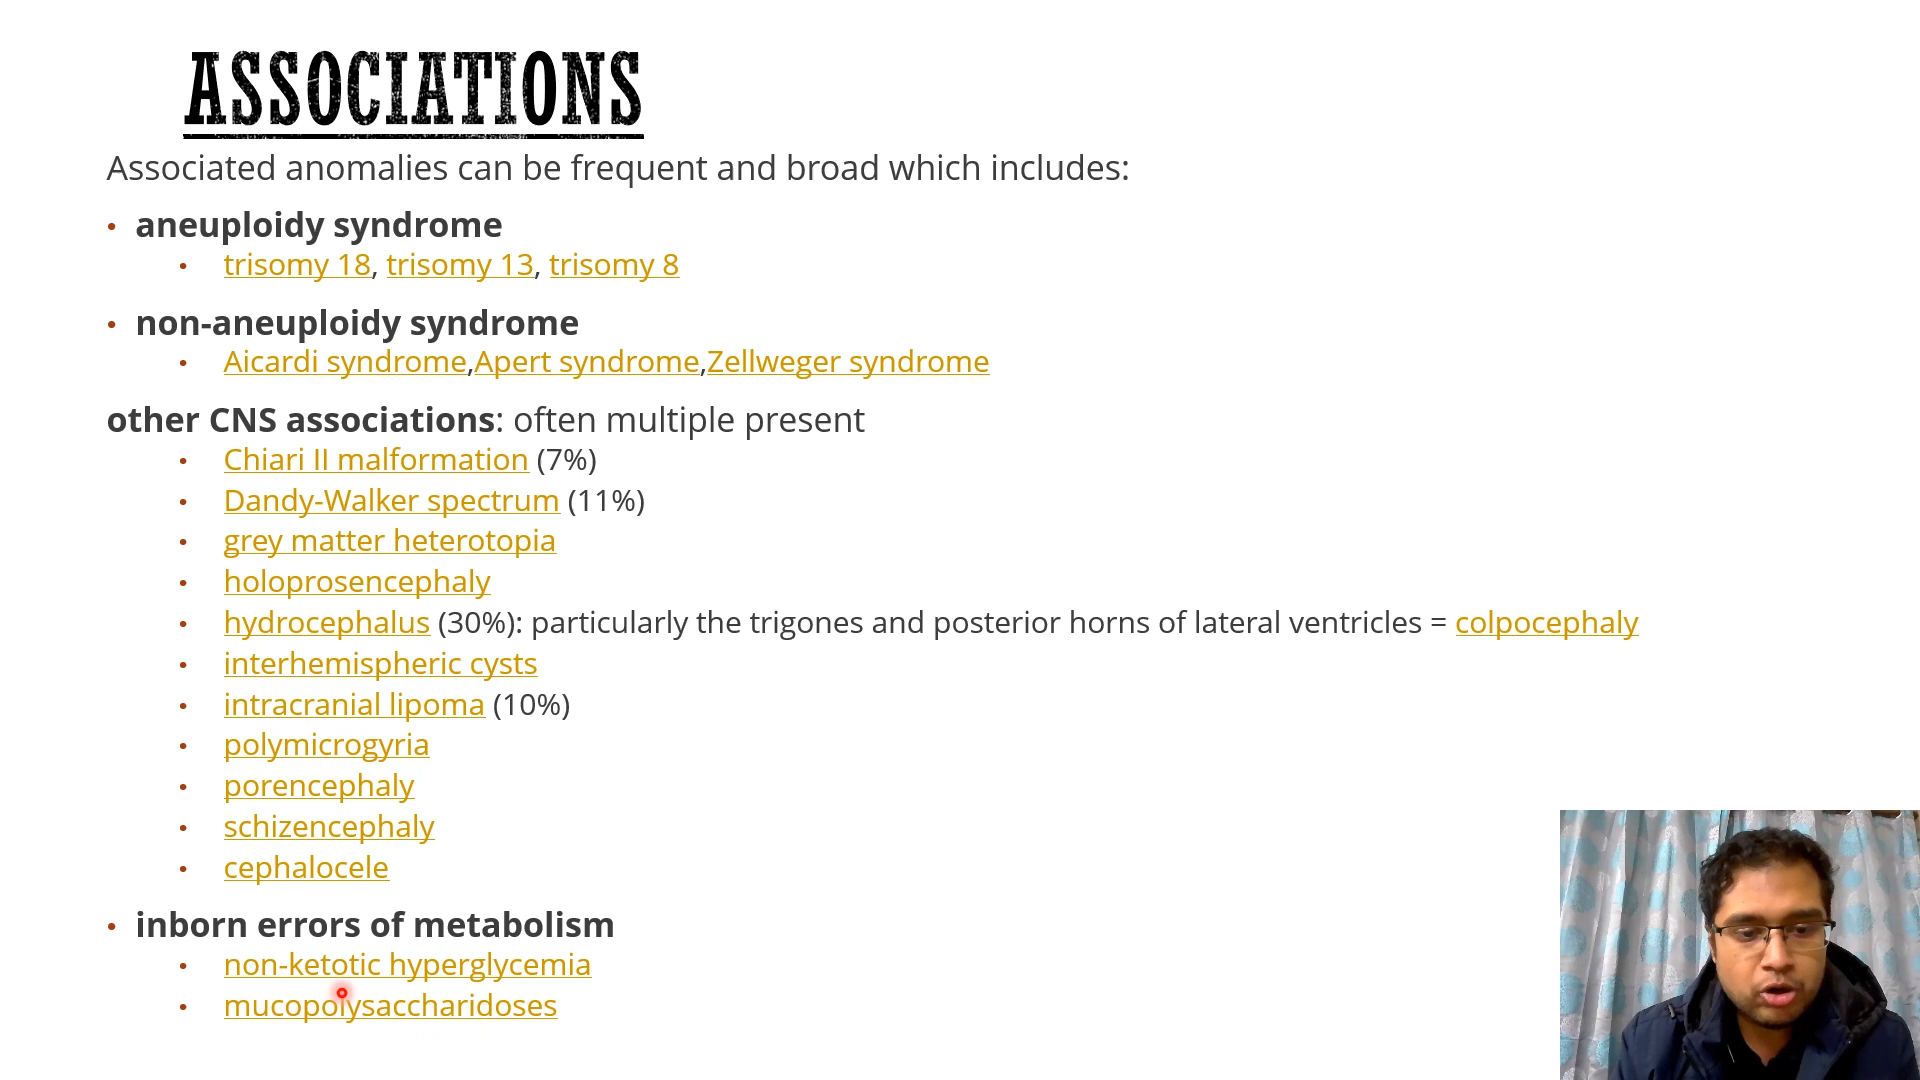 ASSOCIATIONS
Associated anomalies can be frequent and broad which includes:
• aneuploidy syndrome
• trisomy 18, trisomy 13, trisomy 8
• non-aneuploidy syndrome
• Aicardi syndrome,Apert syndrome,Zellweger syndrome
other CNS associations: often multiple present
• Chiari II malformation (7%)
• Dandy-Walker spectrum (11%)
• grey matter heterotopia
• holoprosencephaly
• hydrocephalus (30%): particularly the trigones and posterior horns of lateral ventricles = colpocephaly
• interhemispheric cysts
• intracranial lipoma (10%)
• polymicrogyria
• porencephaly
• schizencephaly
• cephalocele
• inborn errors of metabolism
• non-ketotic hyperglycemia
• mucopolysaccharidoses